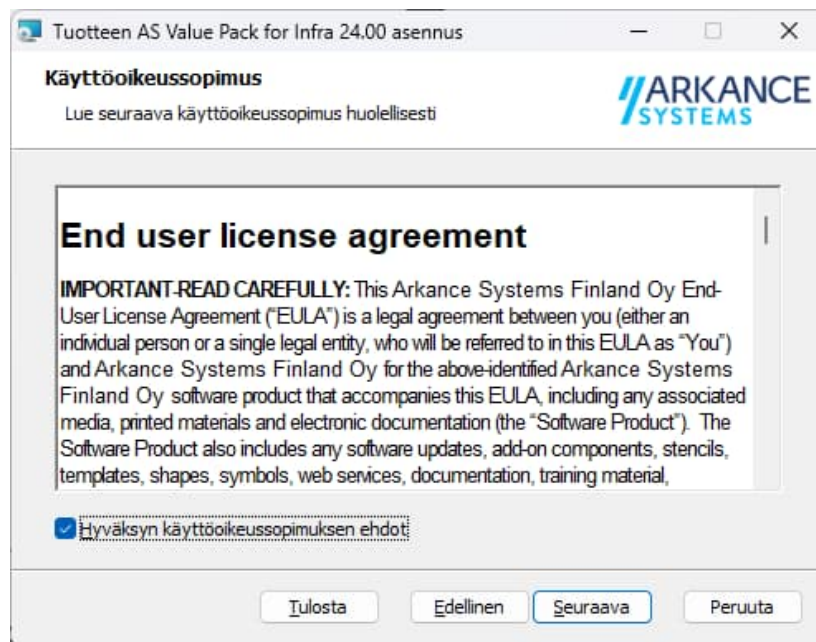 Tuotteen AS Value Pack for Infra 24.00 asennus
Käyttöoikeussopimus
Lue seuraava käyttöoikeussopimus huolellisesti
ARKANCE
SYSTEMS
End user license agreement
IMPORTANT-READ CAREFULLY: This Arkance Systems Finland Oy End-
User License Agreement (“EULA”) is a legal agreement between you (either an
individual person or a single legal entity, who will be referred to in this EULA as “You”)
and Arkance Systems Finland Oy for the above-identified Arkance Systems
Finland Oy software product that accompanies this EULA, including any associated
media, printed materials and electronic documentation (the “Software Product”). The
Software Product also includes any software updates, add-on components, stencils,
templates, shapes, symbols, web services, documentation, training material,
Hyväksyn käyttöoikeussopimuksen ehdot
Tulosta Edellinen Seuraava Peruuta